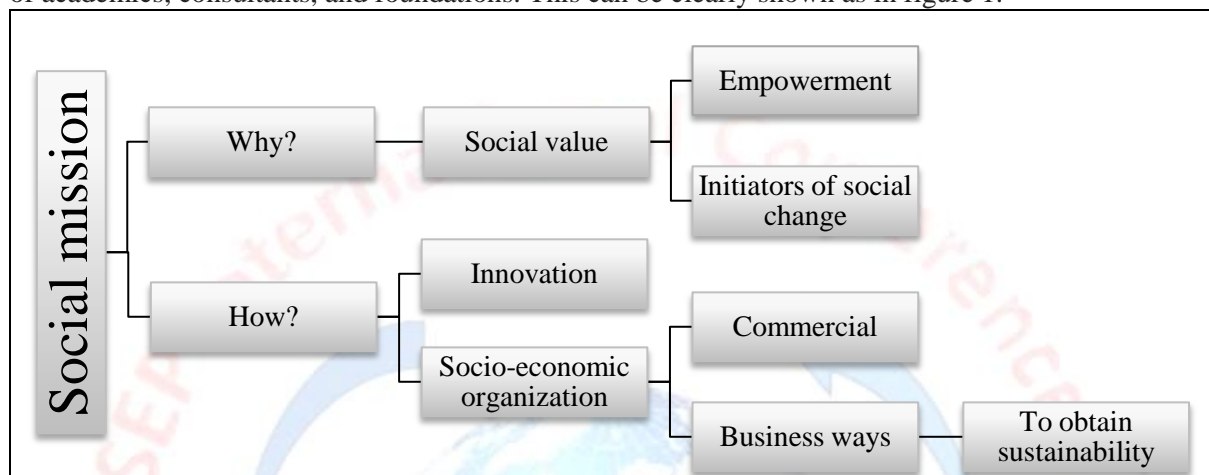 of academics, consultants, and foundations. This can be clearly shown as in figure 1.
Social mission
Why?
Social value
Empowerment
Initiators of social
change
How?
Innovation
Socio-economic
organization
Commercial
Business ways
To obtain
sustainability